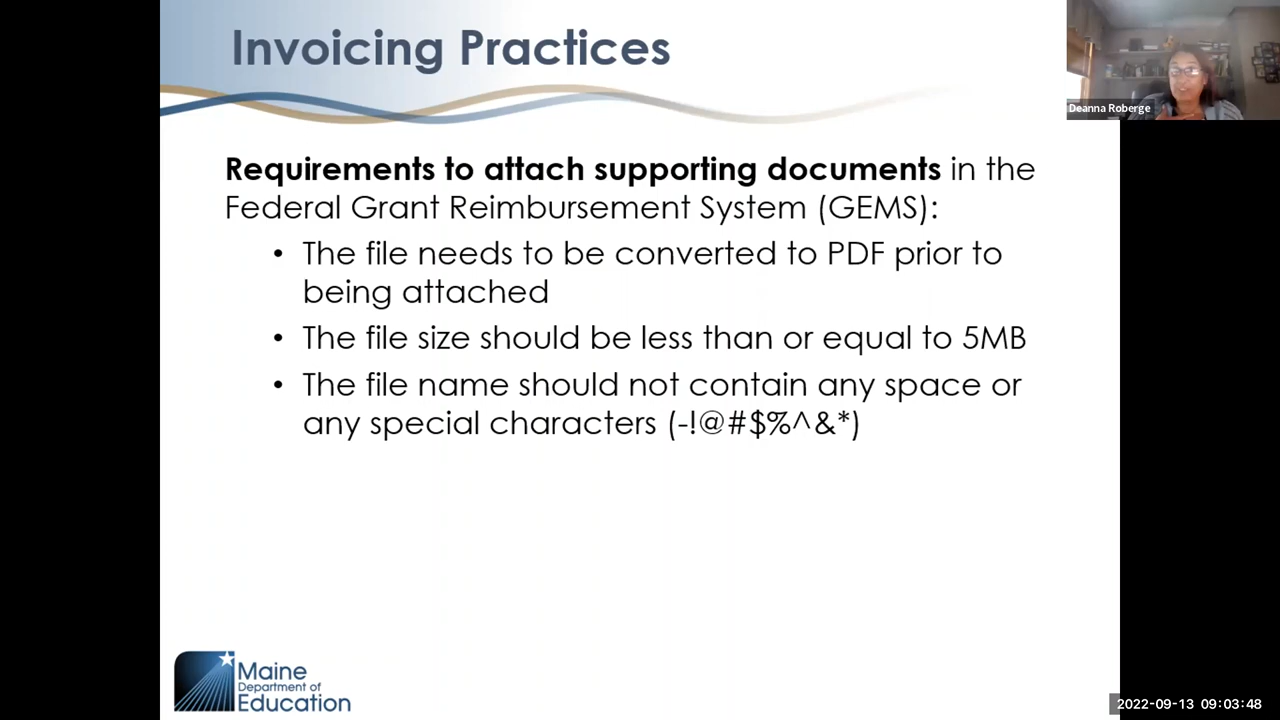 Invoicing Practices
Deanna Roberge
Requirements to attach supporting documents in the
Federal Grant Reimbursement System (GEMS):
• The file needs to be converted to PDF prior to
being attached
• The file size should be less than or equal to 5MB
• The file name should not contain any space or
any special characters (-!@#$%^&*)
Maine
Department of
Education
2022-09-13 09:03:48